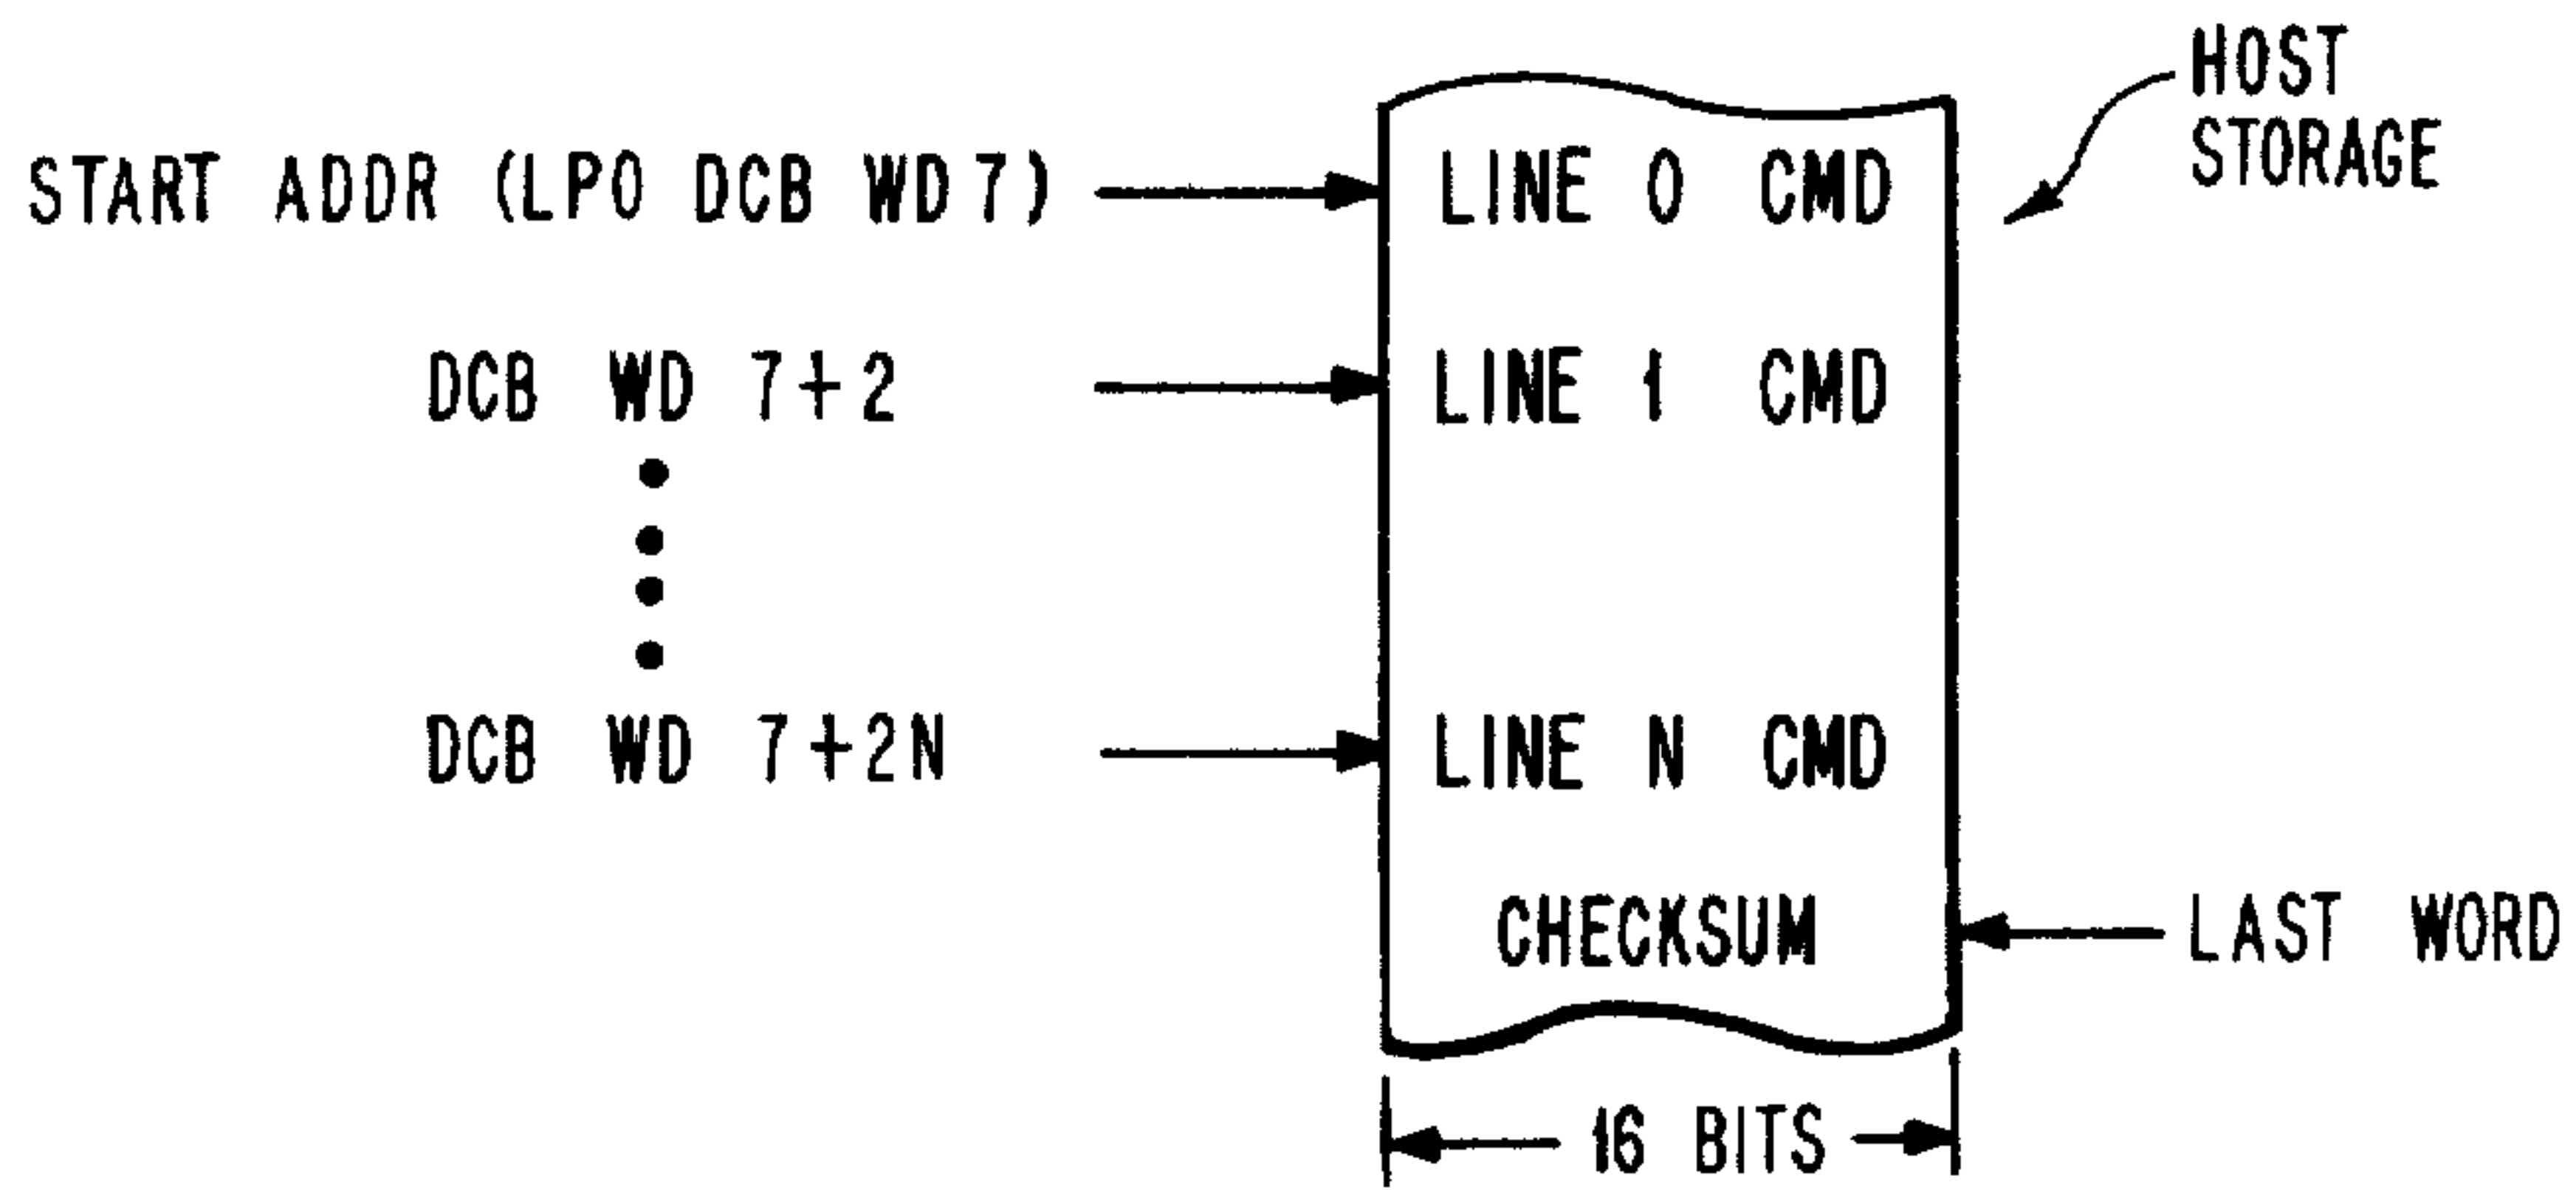 HOST
STORAGE
START ADDR (LPO DCB WD 7) LINE 0 CMD
DCB WD 7+2 LINE 1 CMD
DCB WD 7+2N LINE N CMD
CHECKSUM LAST WORD
16 BITS